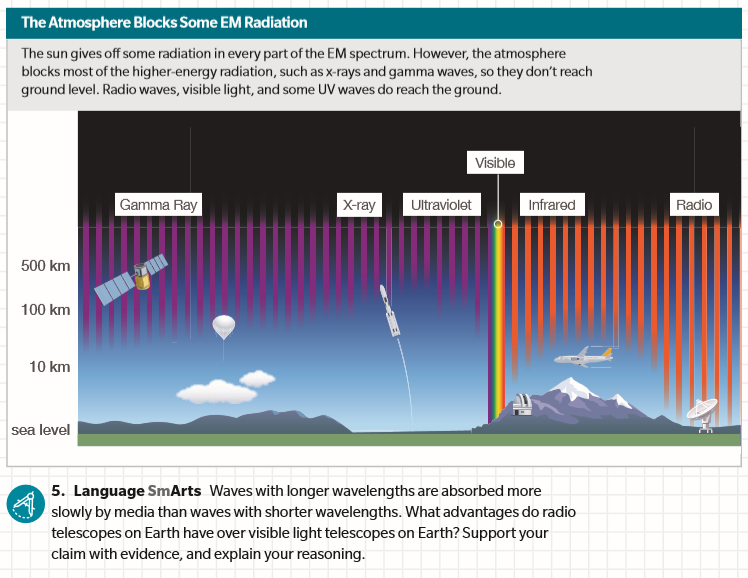 The Atmosphere Blocks Some EM Radiation
The sun gives off some radiation in every part of the EM spectrum. However, the atmosphere
blocks most of the higher-energy radiation, such as x-rays and gamma waves, so they don't reach
ground level. Radio waves, visible light, and some UV waves do reach the ground.
Visible
Gamma Ray X-ray Ultraviolet Infrared Radio
500 km
100 km
10 km
sea level
5. Language SmArts Waves with longer wavelengths are absorbed more
slowly by media than waves with shorter wavelengths. What advantages do radio
telescopes on Earth have over visible light telescopes on Earth? Support your
claim with evidence, and explain your reasoning.